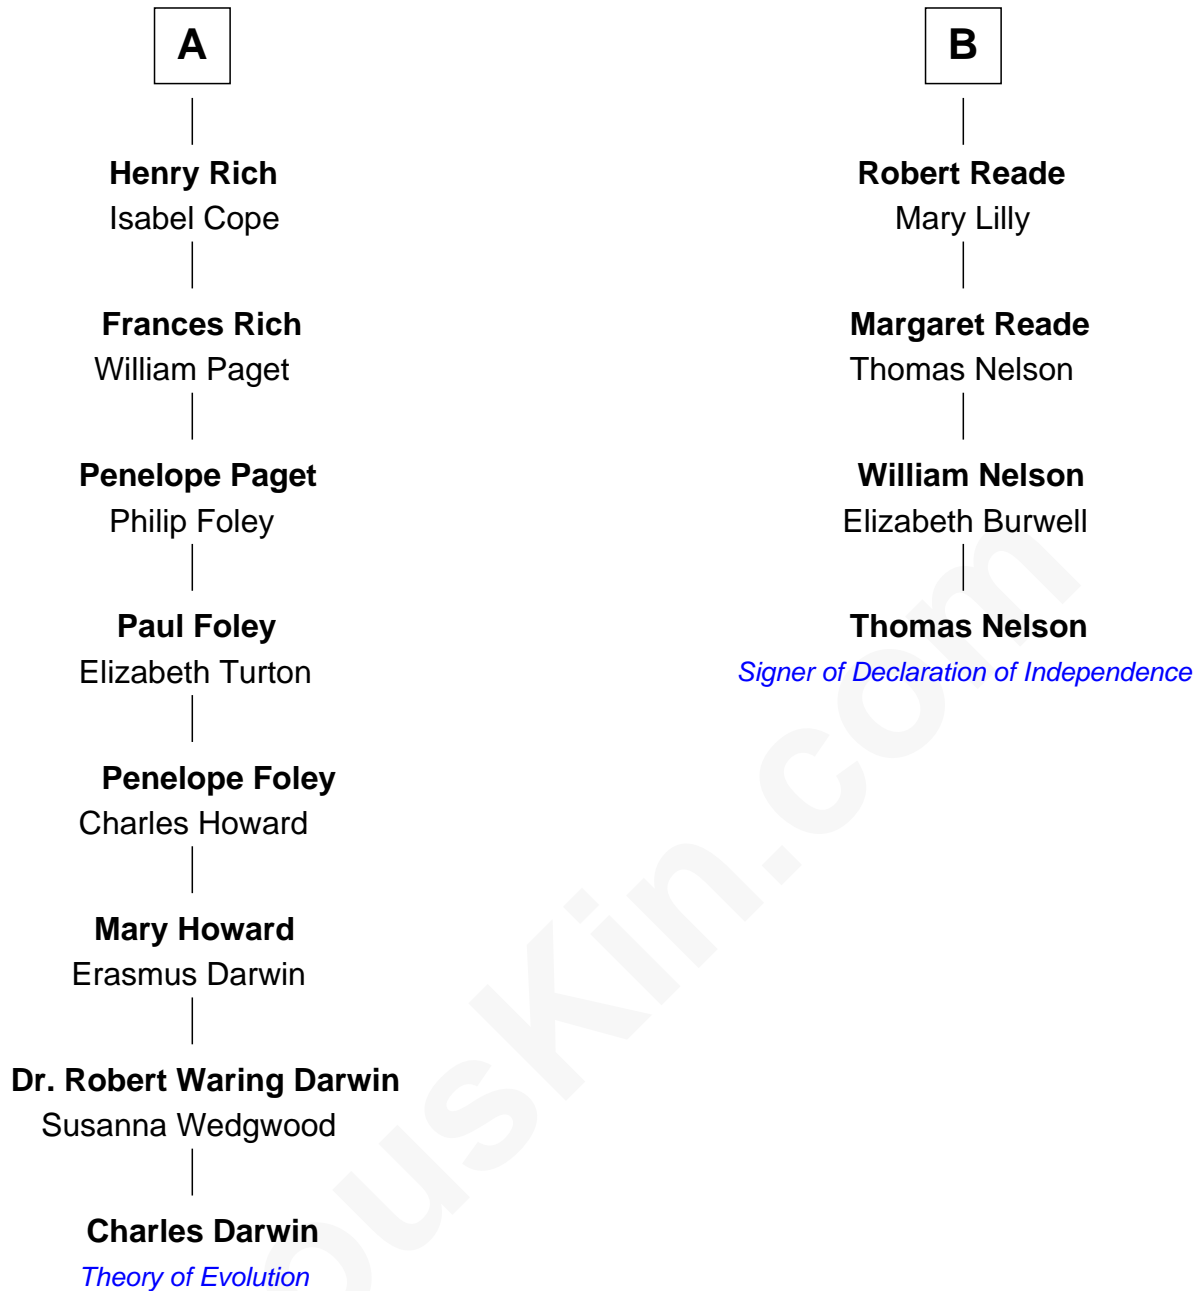 A
Henry Rich
Isabel Cope
Frances Rich
William Paget
Penelope Paget
Philip Foley
Paul Foley
Elizabeth Turton
Penelope Foley
Charles Howard
Mary Howard
Erasmus Darwin
Dr. Robert Waring Darwin
Susanna Wedgwood
Charles Darwin
Theory of Evolution
B
Robert Reade
Mary Lilly
Margaret Reade
Thomas Nelson
William Nelson
Elizabeth Burwell
Thomas Nelson
Signer of Declaration of Independence
ousKin.com